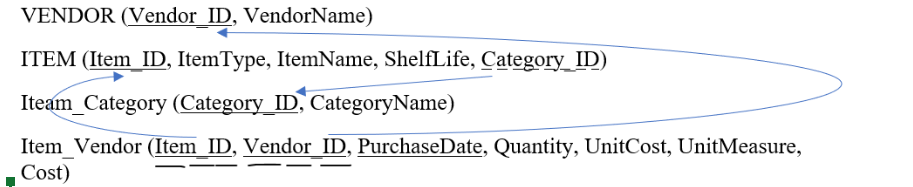 VENDOR (Vendor_ID, VendorName)
ITEM (Item_ID, ItemType, ItemName, ShelfLife, Category_ID)
Iteam_Category (Category_ID, CategoryName)
Item_Vendor (Item_ID, Vendor_ID, PurchaseDate, Quantity, UnitCost, UnitMeasure,
Cost)